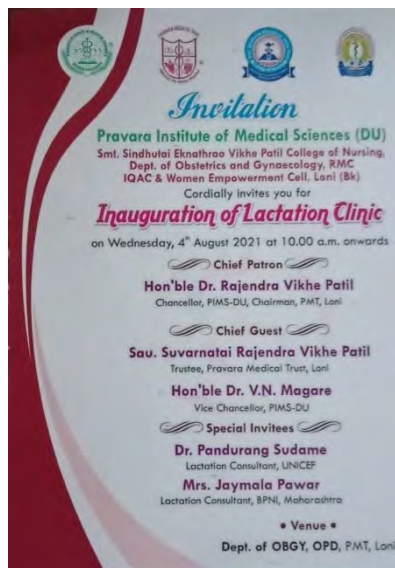 Invitation
Pravara Institute of Medical Sciences (DU)
Smt. Sindhutai Eknathrao Vikhe Patil College of Nursing,
Dept. of Obstetrics and Gynaecology, RMC
IQAC & Women Empowerment Cell, Loni (Bk)
Cordially invites you for
Inauguration of Lactation Clinic
on Wednesday, 4th August 2021 at 10.00 a.m. onwards
Chief Patron
Hon'ble Dr. Rajendra Vikhe Patil
Chancellor, PIMS-DU, Chairman, PMT, Loni
Chief Guest
Sau. Suvarnatai Rajendra Vikhe Patil
Trustee, Pravara Medical Trust, Loni
Hon'ble Dr. V.N. Magare
Vice Chancellor, PIMS-DU
Special Invitees
Dr. Pandurang Sudame
Lactation Consultant, UNICEF
Mrs. Jaymala Pawar
Lactation Consultant, BPNI, Maharashtra
• Venue •
Dept. of OBGY, OPD, PMT, Loni